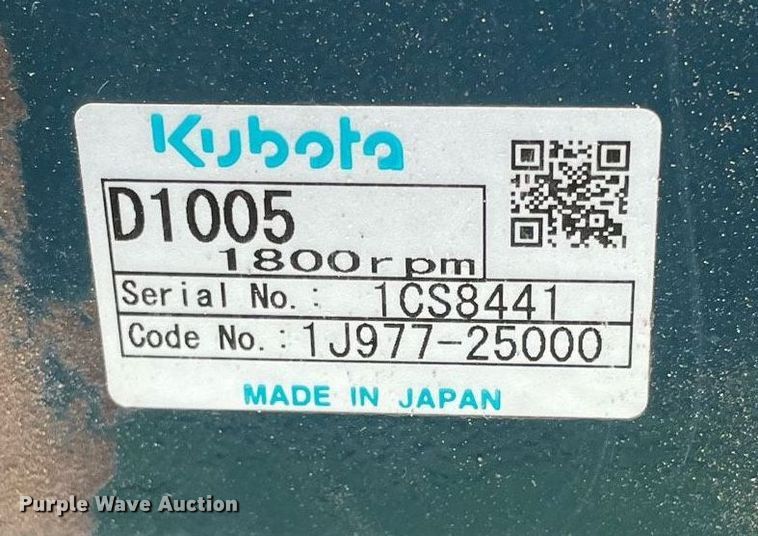 Kubota
D1005
1800rpm
Serial No.: 1CS8441
Code No.: 1J977-25000
MADE IN JAPAN
Purple Wave Auction